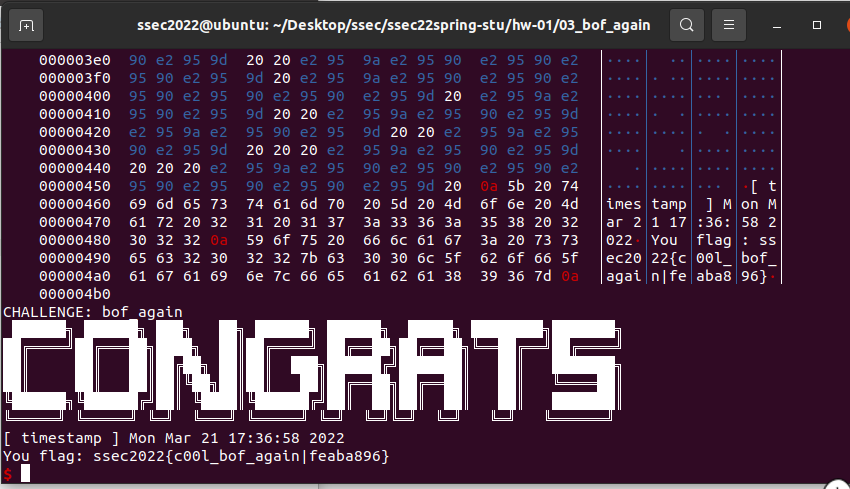 ssec2022@ubuntu: ~/Desktop/ssec/ssec22spring-stu/hw-01/03_bof_again
000003e0  90 e2 95 9d  20 20 e2 95  9a e2 95 90  e2 95 90 e2  │····│  ··│····│····│
000003f0  95 90 e2 95  9d 20 e2 95  9a e2 95 90  e2 95 90 e2  │····│· ··│····│····│
00000400  95 90 e2 95  90 e2 95 90  e2 95 9d 20  e2 95 9a e2  │····│····│··· │····│
00000410  95 90 e2 95  9d 20 20 e2  95 9a e2 95  90 e2 95 9d  │····│·  ·│····│····│
00000420  e2 95 9a e2  95 90 e2 95  9d 20 20 e2  95 9a e2 95  │····│····│·  ·│····│
00000430  90 e2 95 9d  20 20 20 e2  95 9a e2 95  90 e2 95 9d  │····│   ·│····│····│
00000440  20 20 20 e2  95 9a e2 95  90 e2 95 90  e2 95 90 e2  │   ·│····│····│····│
00000450  95 90 e2 95  90 e2 95 90  e2 95 9d 20  0a 5b 20 74  │····│····│··· │·[ t│
00000460  69 6d 65 73  74 61 6d 70  20 5d 20 4d  6f 6e 20 4d  │imes│tamp│ ] M│on M│
00000470  61 72 20 32  31 20 31 37  3a 33 36 3a  35 38 20 32  │ar 2│1 17│:36:│58 2│
00000480  30 32 32 0a  59 6f 75 20  66 6c 61 67  3a 20 73 73  │022·│You │flag│: ss│
00000490  65 63 32 30  32 32 7b 63  30 30 6c 5f  62 6f 66 5f  │ec20│22{c│00l_│bof_│
000004a0  61 67 61 69  6e 7c 66 65  61 62 61 38  39 36 7d 0a  │agai│n|fe│aba8│96}·│
000004b0
CHALLENGE: bof_again
CONGRATS
[ timestamp ] Mon Mar 21 17:36:58 2022
You flag: ssec2022{c00l_bof_again|feaba896}
$